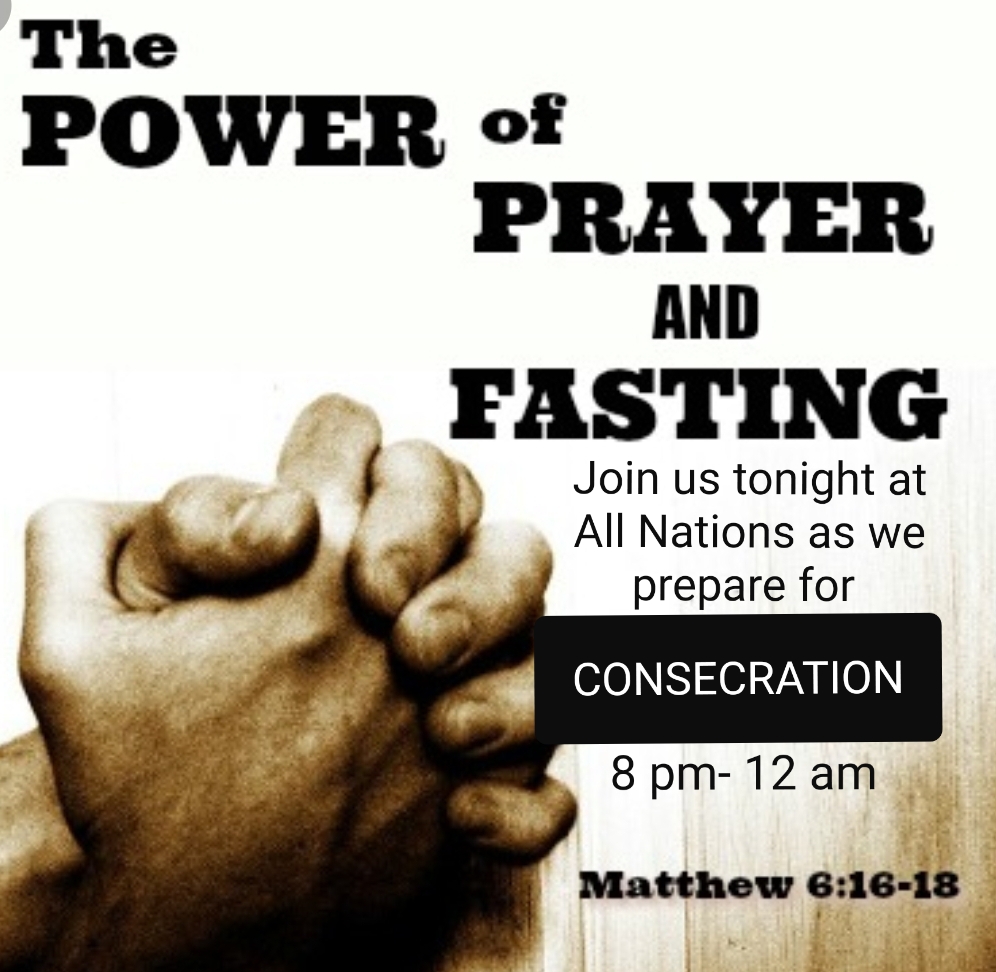 The
POWER of
PRAYER
AND
FASTING
Join us tonight at
All Nations as we
prepare for
CONSECRATION
8 pm- 12 am
Matthew 6:16-18